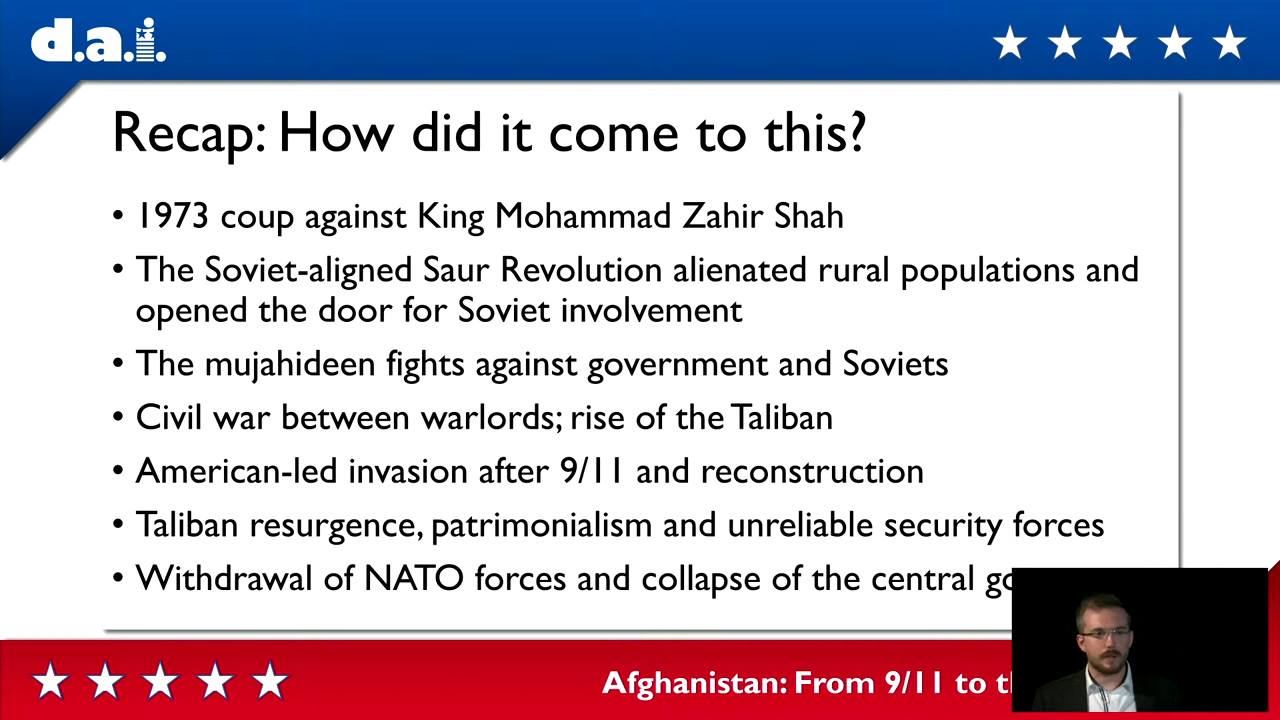 d.a.i.
Recap: How did it come to this?
• 1973 coup against King Mohammad Zahir Shah
• The Soviet-aligned Saur Revolution alienated rural populations and
opened the door for Soviet involvement
• The mujahideen fights against government and Soviets
• Civil war between warlords; rise of the Taliban
• American-led invasion after 9/11 and reconstruction
• Taliban resurgence, patrimonialism and unreliable security forces
• Withdrawal of NATO forces and collapse of the central
Afghanistan: From 9/11 to